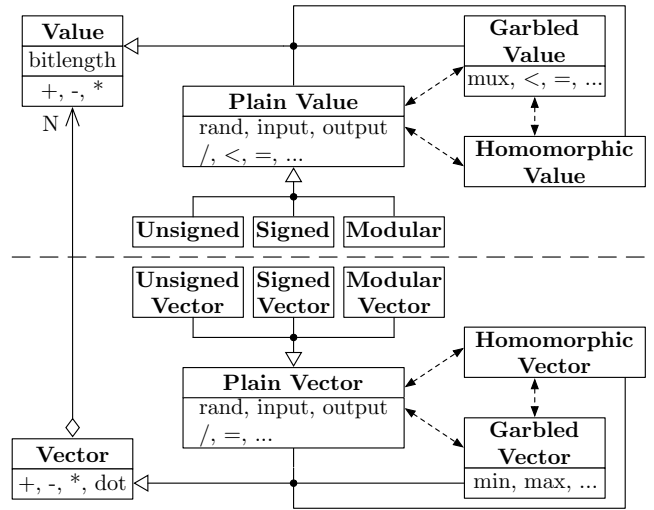 Value
bitlength
+, -, *
N
Garbled
Value
mux, <, =, ...
Plain Value
rand, input, output
/, <, =, ...
Homomorphic
Value
Unsigned
Signed
Modular
Unsigned
Vector
Signed
Vector
Modular
Vector
Homomorphic
Vector
Plain Vector
rand, input, output
/, =, ...
Garbled
Vector
min, max, ...
Vector
+, -, *, dot